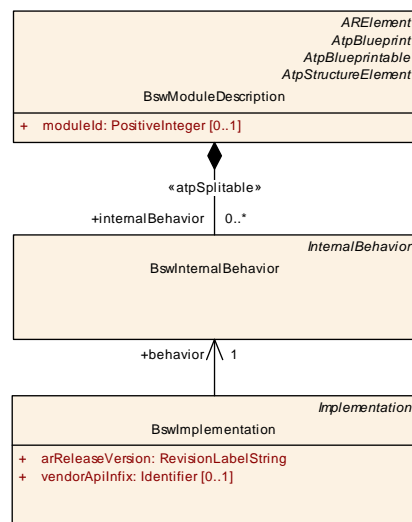 ARElement
AtpBlueprint
AtpBlueprintable
AtpStructureElement
BswModuleDescription
+ moduleId: PositiveInteger [0..1]
«atpSplitable»
+internalBehavior 0..*
InternalBehavior
BswInternalBehavior
+behavior 1
Implementation
BswImplementation
+ arReleaseVersion: RevisionLabelString
+ vendorApiInfix: Identifier [0..1]